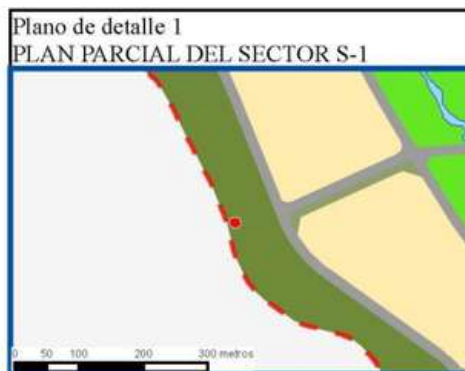 Plano de detalle 1
PLAN PARCIAL DEL SECTOR S-1
0 50 100 200 300 metros